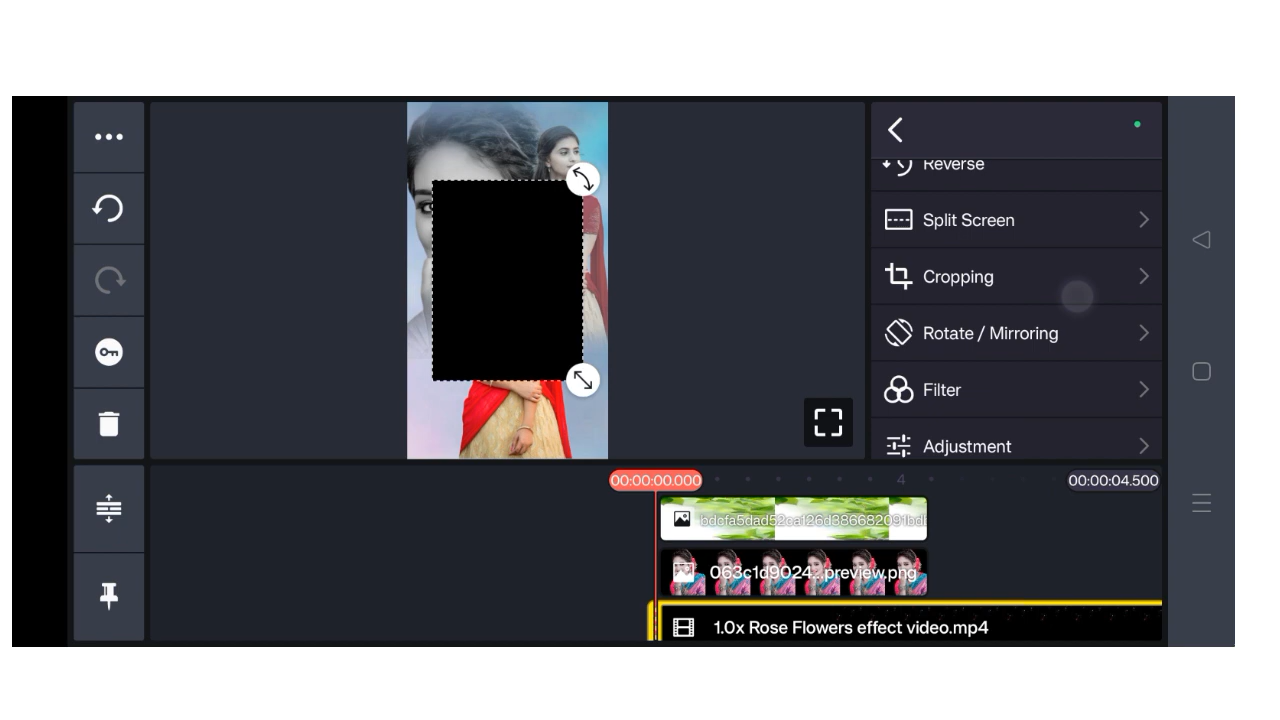 Reverse
Split Screen
Cropping
Rotate / Mirroring
Filter
Adjustment
00:00:00.000
4
00:00:04.500
063c1d9024...preview.png
1.0x Rose Flowers effect video.mp4